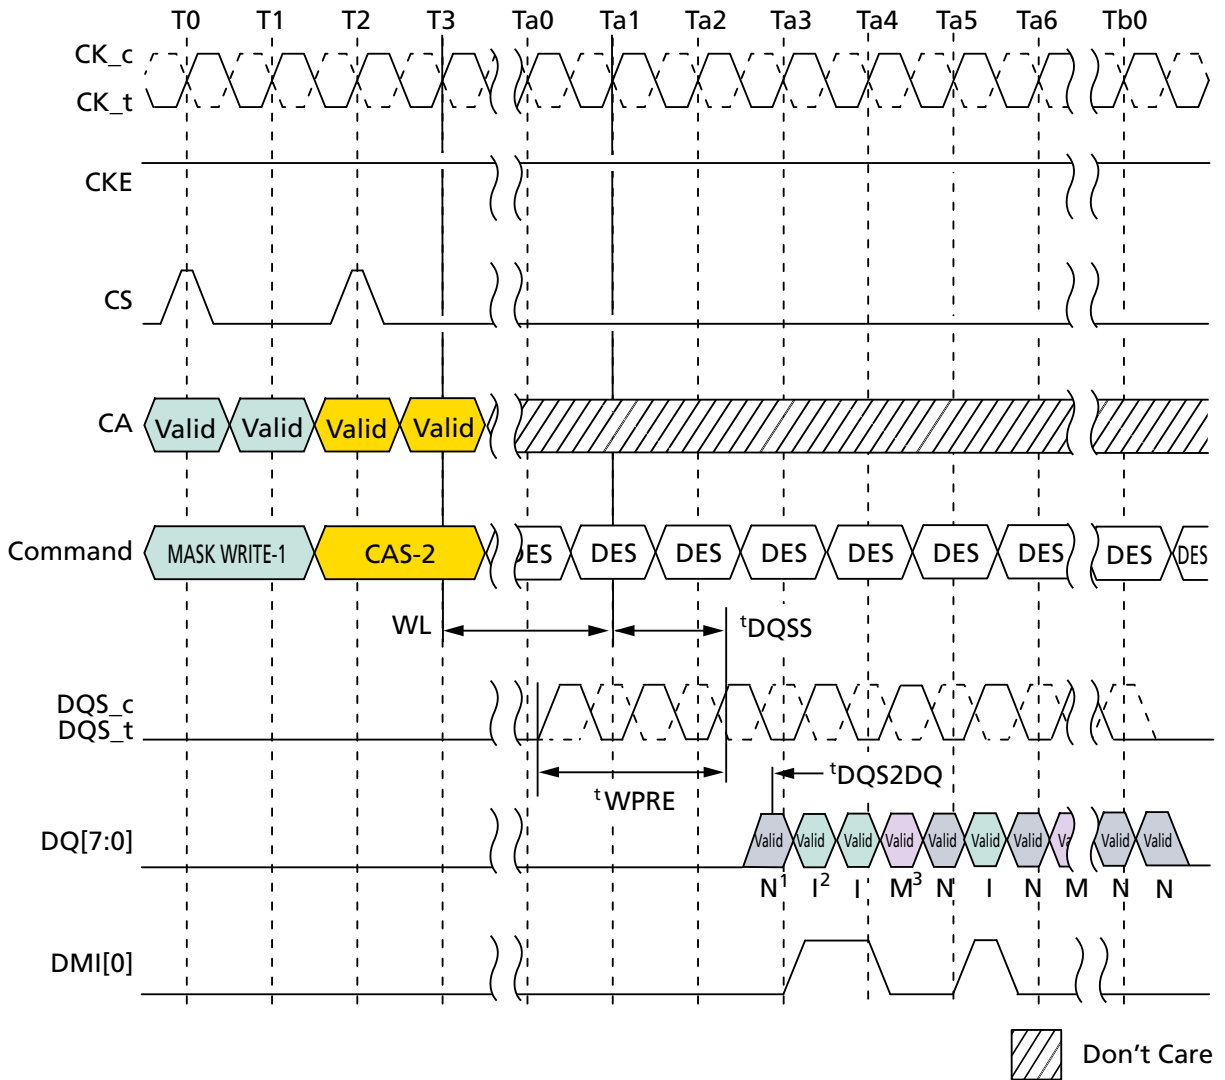 T0 T1 T2 T3 Ta0 Ta1 Ta2 Ta3 Ta4 Ta5 Ta6 Tb0
CK_c
CK_t
CKE
CS
CA Valid Valid Valid Valid
Command MASK WRITE-1 CAS-2 DES DES DES DES DES DES DES DES DES
WL tDQSS
DQS_c
DQS_t
tDQS2DQ
tWPRE
DQ[7:0] Valid Valid Valid Valid Valid Valid Valid Va Valid Valid
N1 I2 I M3 N I N M N N
DMI[0]
Don't Care